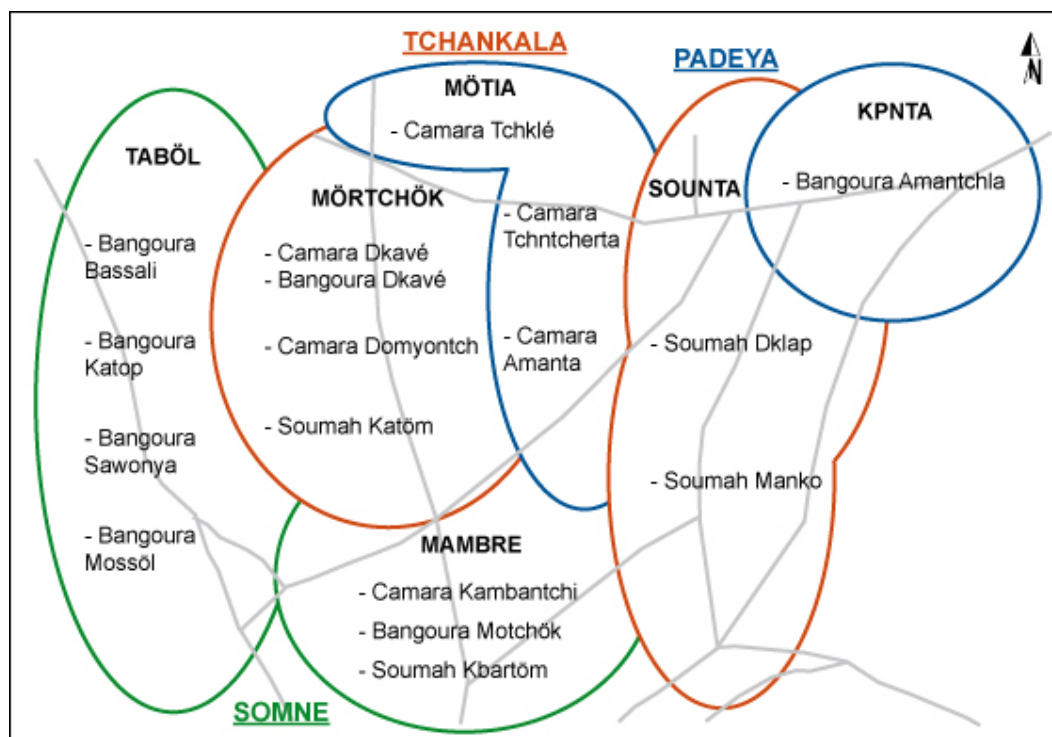 TCHANKALA
PADEYA
N
MÖTIA
- Camara Tchklé
KPNTA
- Bangoura Amantchla
TABÖL
- Bangoura
Bassali
- Bangoura
Katop
- Bangoura
Sawonya
- Bangoura
Mossöl
MÖRTCHÖK
- Camara Dkavé
- Bangoura Dkavé
- Camara Domyontch
- Soumah Katöm
- Camara
Tchntcherta
- Camara
Amanta
SOUNTA
- Soumah Dklap
- Soumah Manko
MAMBRE
- Camara Kambantchi
- Bangoura Motchök
- Soumah Kbartöm
SOMNE